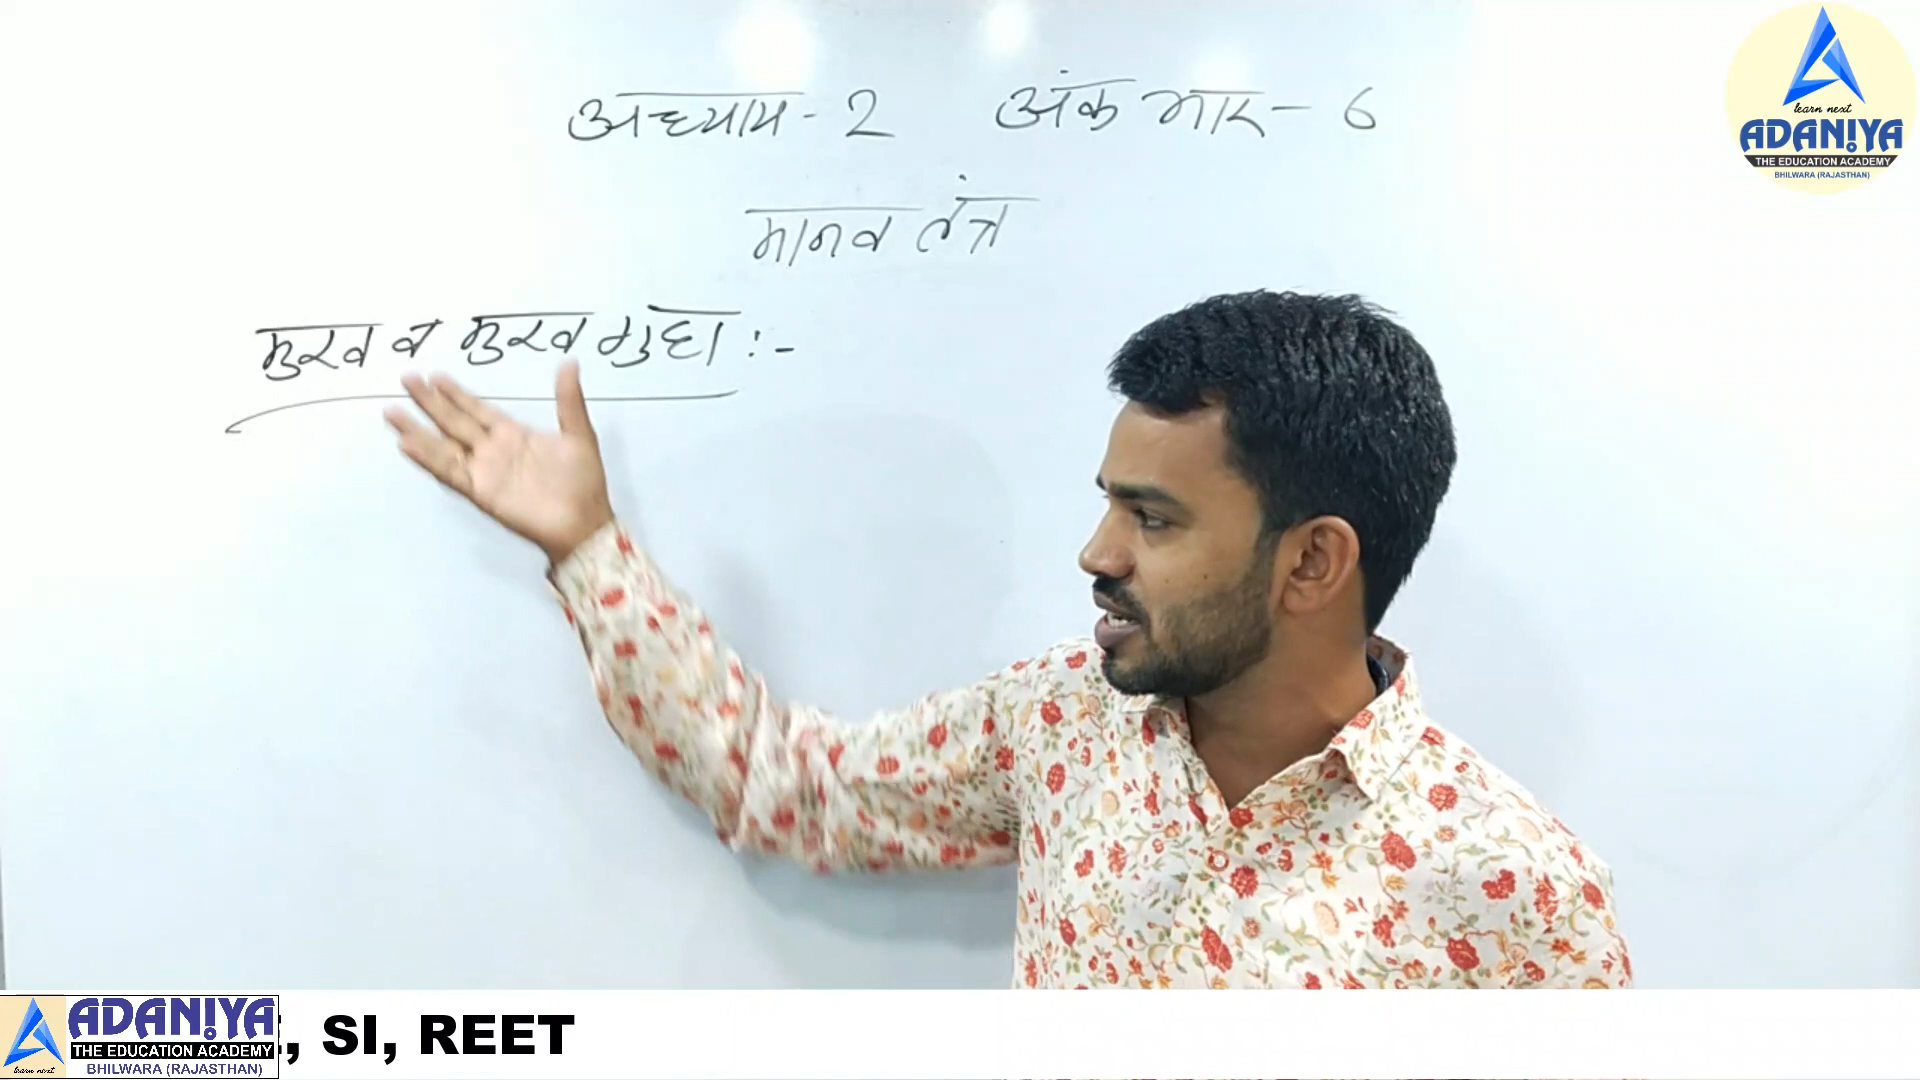 अध्याय - 2 अंक भार - 6
मानव तंत्र
मुख व मुख गुहा :-
learn next
ADANIYA
THE EDUCATION ACADEMY
BHILWARA (RAJASTHAN)
ADANIYA
THE EDUCATION ACADEMY
learn next
BHILWARA (RAJASTHAN)
, SI, REET